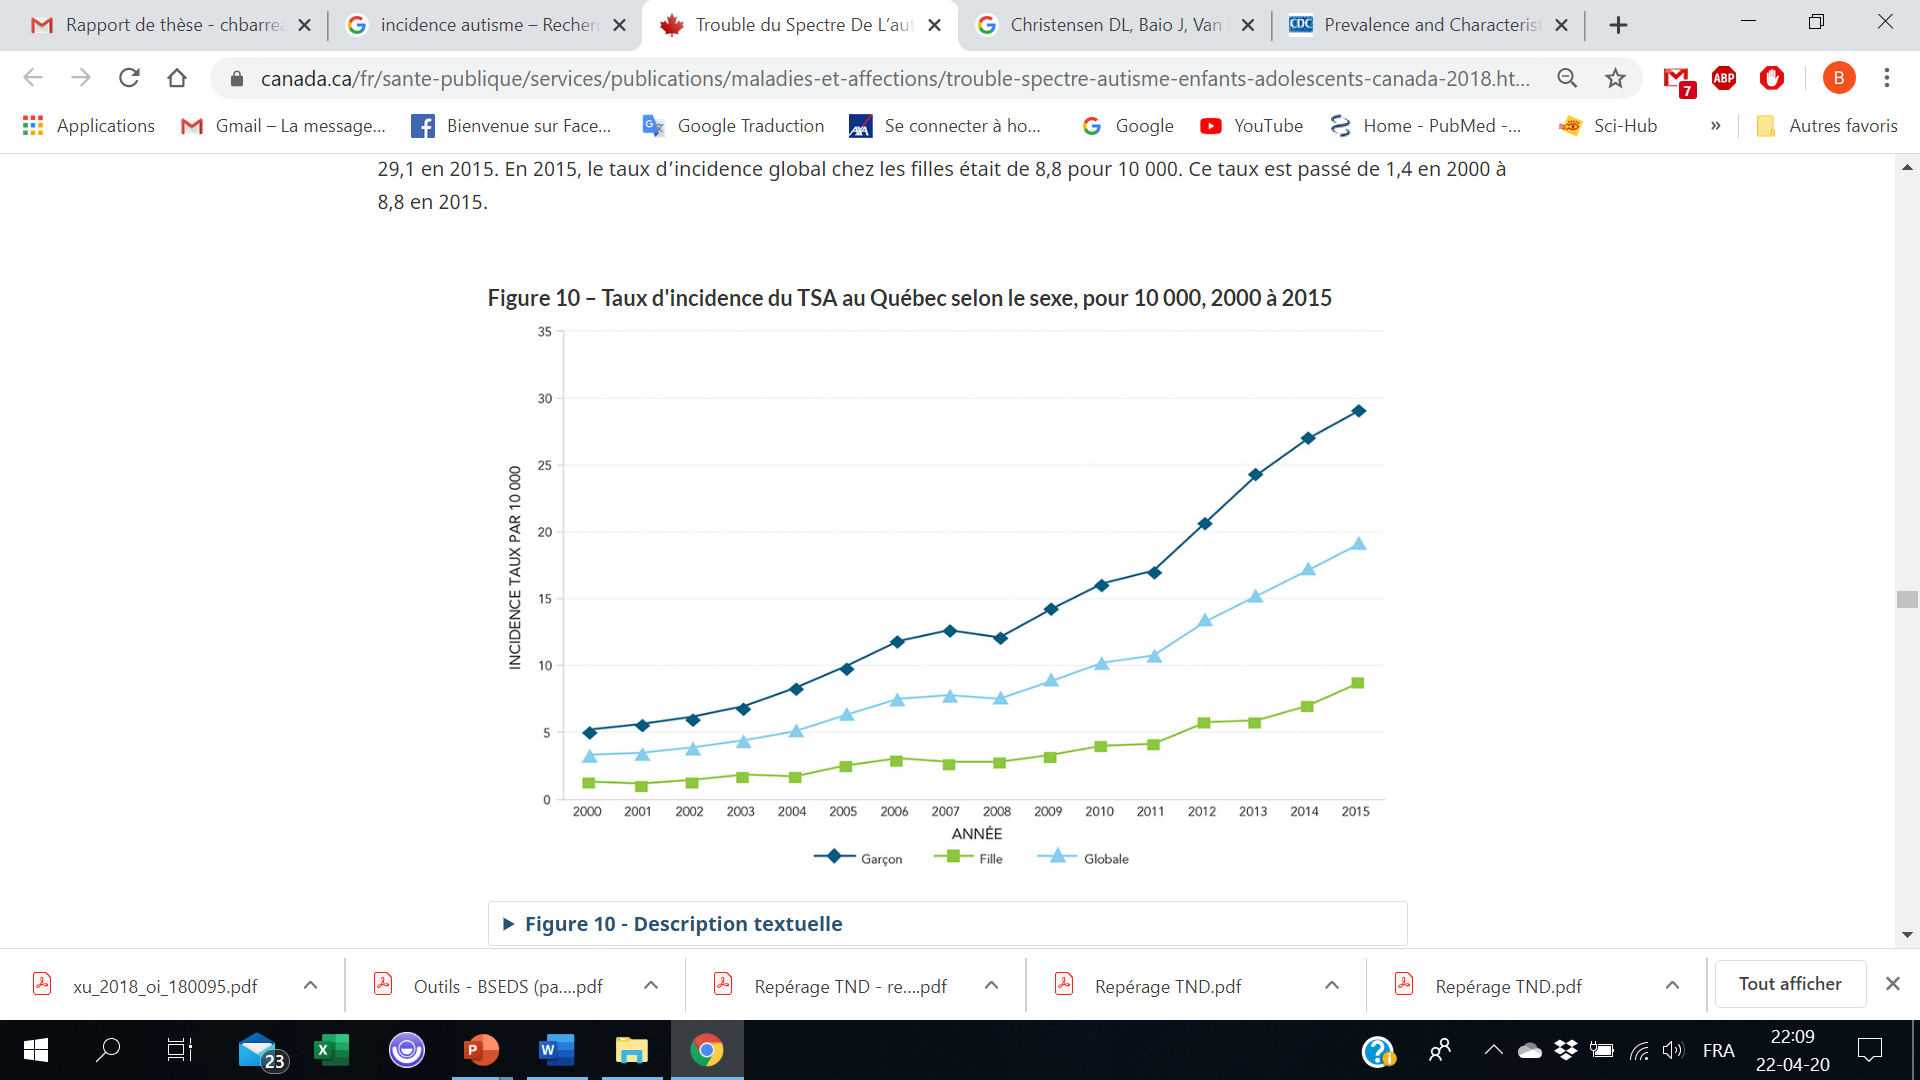 Rapport de thèse - chbarrea
incidence autisme – Recher
Trouble du Spectre De L'aut
Christensen DL, Baio J, Van
CDC Prevalence and Characterist
canada.ca/fr/sante-publique/services/publications/maladies-et-affections/trouble-spectre-autisme-enfants-adolescents-canada-2018.ht...
7
ABP
B
Applications
Gmail – La message...
Bienvenue sur Face...
Google Traduction
AXA Se connecter à ho...
Google
YouTube
Home - PubMed -...
Sci-Hub
»
Autres favoris
29,1 en 2015. En 2015, le taux d'incidence global chez les filles était de 8,8 pour 10 000. Ce taux est passé de 1,4 en 2000 à
8,8 en 2015.
Figure 10 – Taux d'incidence du TSA au Québec selon le sexe, pour 10 000, 2000 à 2015
INCIDENCE TAUX PAR 10 000
35
30
25
20
15
10
5
0
2000 2001 2002 2003 2004 2005 2006 2007 2008 2009 2010 2011 2012 2013 2014 2015
ANNÉE
Garçon Fille Globale
Figure 10 - Description textuelle
xu_2018_oi_180095.pdf
Outils - BSEDS (pa....pdf
Repérage TND - re....pdf
Repérage TND.pdf
Repérage TND.pdf
Tout afficher
23
X
P
W
?
FRA
22:09
22-04-20